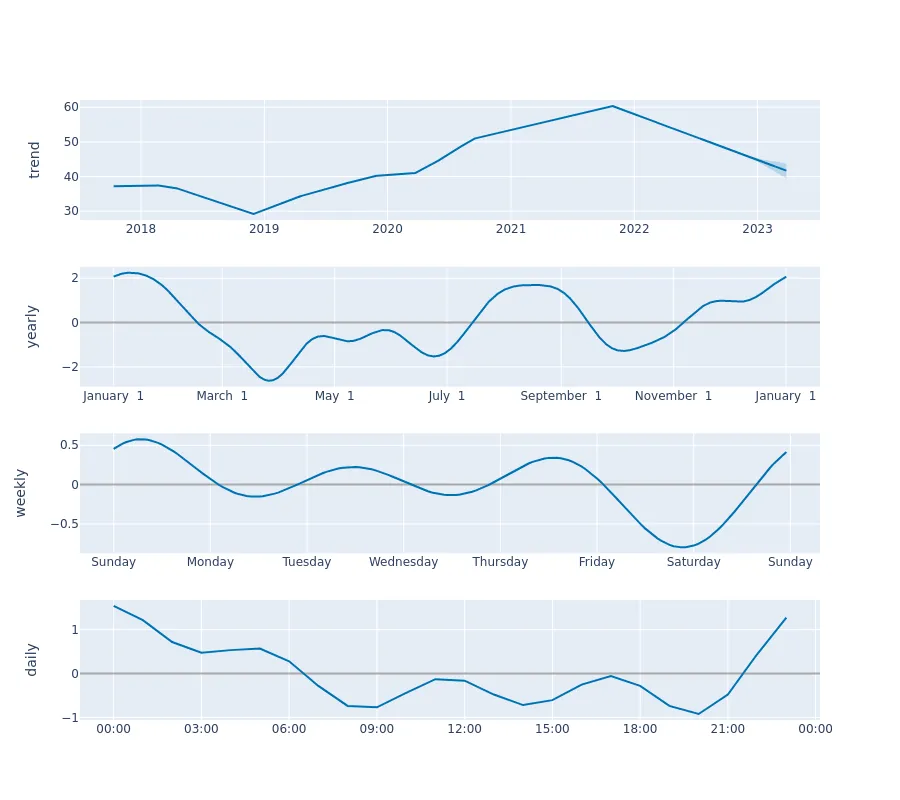 60
50
40
30
trend
2018 2019 2020 2021 2022 2023
2
0
−2
yearly
January 1 March 1 May 1 July 1 September 1 November 1 January 1
0.5
0
−0.5
weekly
Sunday Monday Tuesday Wednesday Thursday Friday Saturday Sunday
1
0
−1
daily
00:00 03:00 06:00 09:00 12:00 15:00 18:00 21:00 00:00